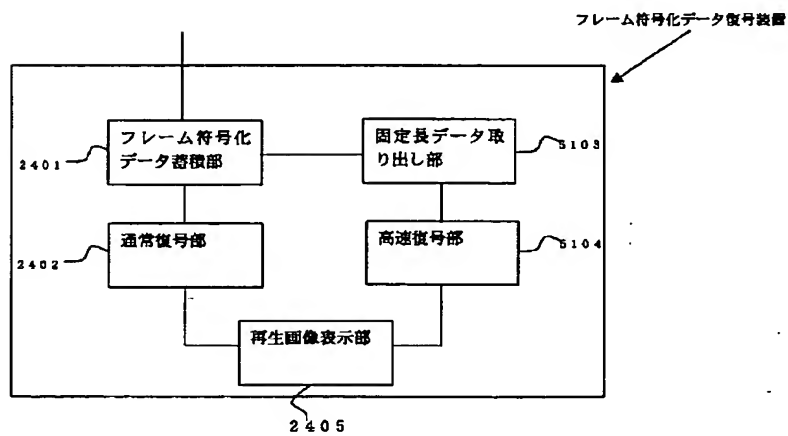 フレーム符号化データ復号装置
フレーム符号化
データ蓄積部
2401
固定長データ取
り出し部
5103
通常復号部
2402
高速復号部
5104
再生画像表示部
2405